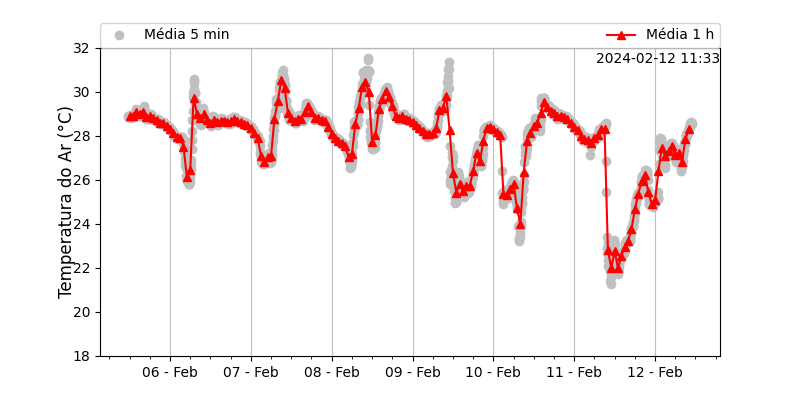 Média 5 min
Média 1 h
2024-02-12 11:33
Temperatura do Ar (°C)
32
30
28
26
24
22
20
18
06 - Feb
07 - Feb
08 - Feb
09 - Feb
10 - Feb
11 - Feb
12 - Feb